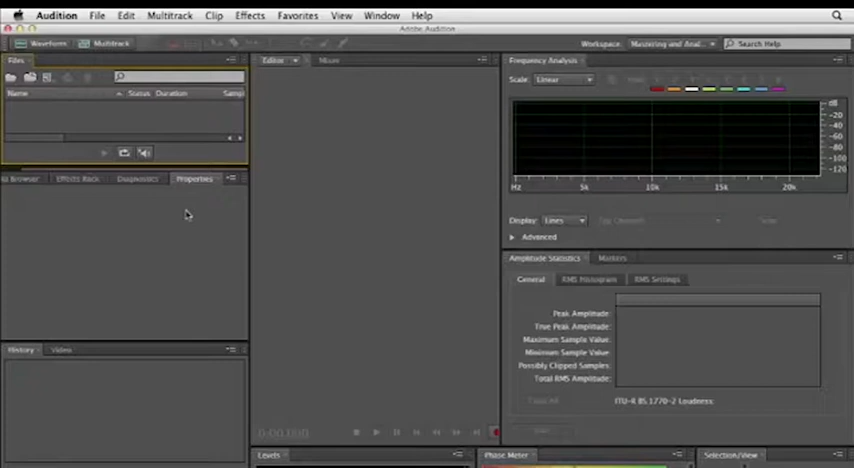 Audition File Edit Multitrack Clip Effects Favorites View Window Help
Adobe Audition
Waveform Multitrack Workspace: Mastering and Anal... Search Help
Files Editor Mixer Frequency Analysis
Scale: Linear
Name Status Duration Sampl
dB
-20
-40
-60
-80
-100
-120
Hz 5k 10k 15k 20k
ia Browser Effects Rack Diagnostics Properties
Display: Lines
Advanced
Amplitude Statistics Markers
General RMS Histogram RMS Settings
Peak Amplitude:
True Peak Amplitude:
Maximum Sample Value:
Minimum Sample Value:
Possibly Clipped Samples:
Total RMS Amplitude:
ITU-R BS.1770-2 Loudness:
History Video
Levels Phase Meter Selection/View